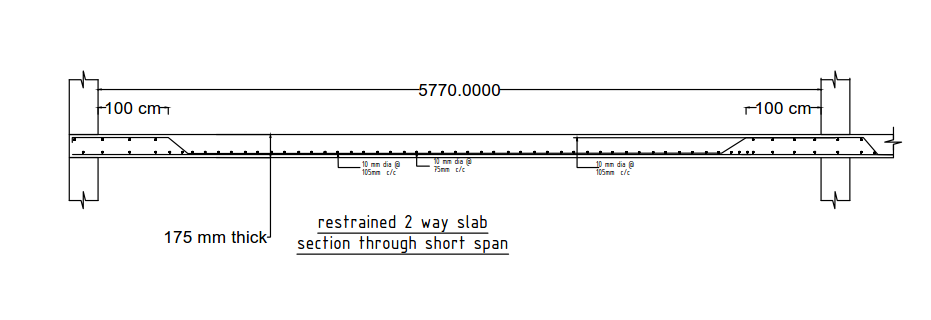 5770.0000
100 cm
100 cm
10 mm dia @
105mm c/c
10 mm dia @
75mm c/c
10 mm dia @
105mm c/c
restrained 2 way slab
175 mm thick
section through short span